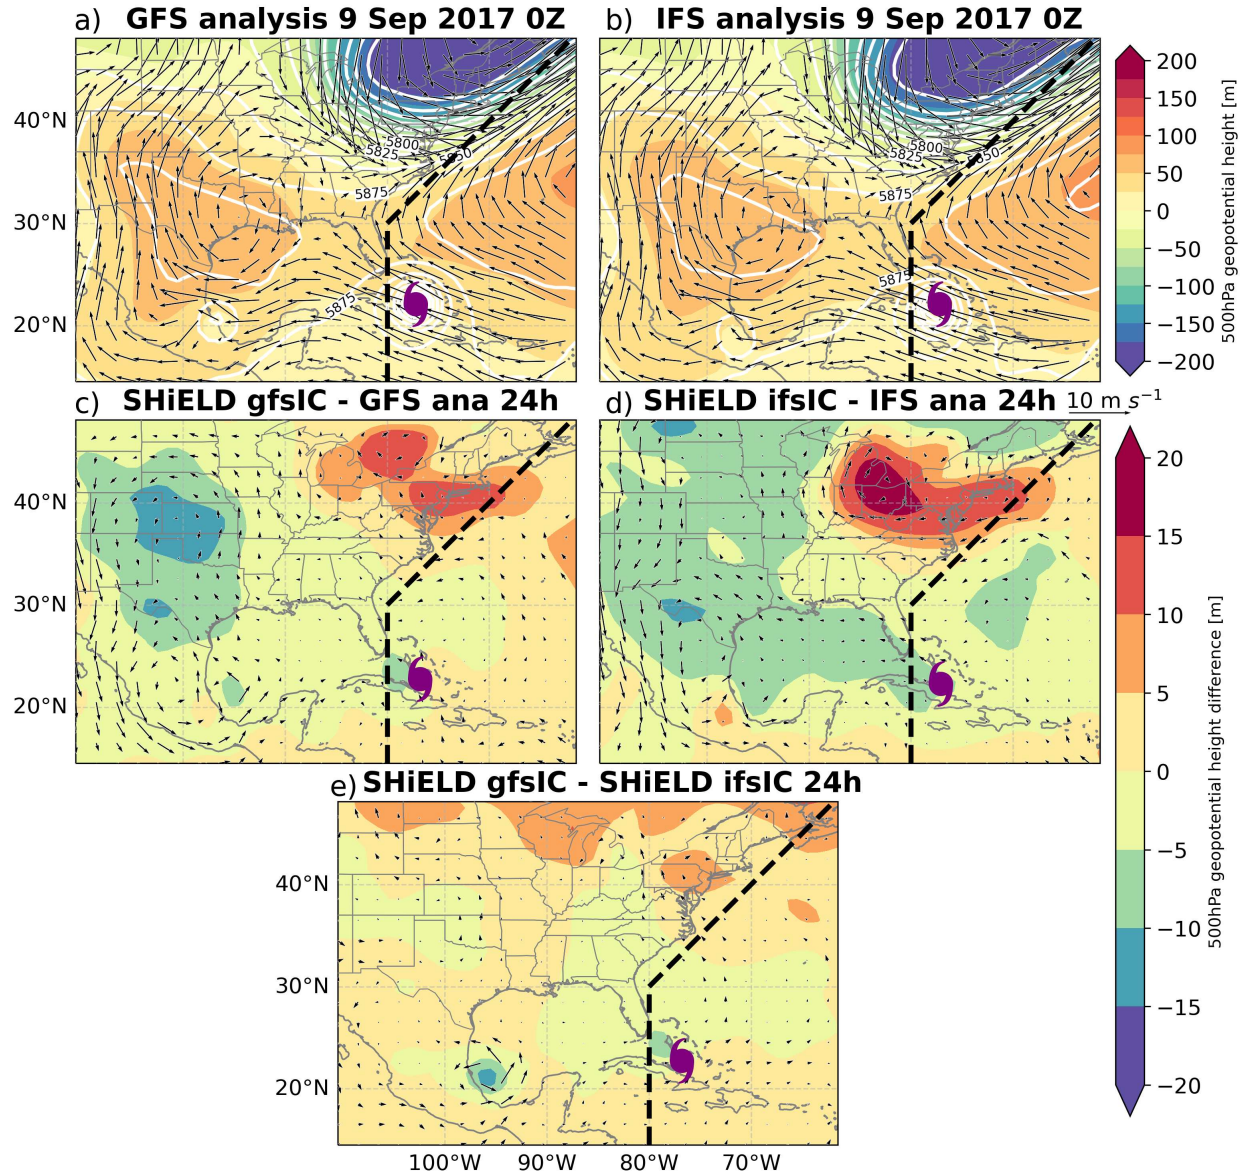 a) GFS analysis 9 Sep 2017 0Z
b) IFS analysis 9 Sep 2017 0Z
40°N
30°N
20°N
5800
5825
5850
5875
5875
5800
5825
5850
5875
5875
200
150
100
50
0
−50
−100
−150
−200
500hPa geopotential height [m]
c) SHiELD gfsIC - GFS ana 24h
d) SHiELD ifsIC - IFS ana 24h
10 m s⁻¹
40°N
30°N
20°N
20
15
10
5
0
−5
−10
−15
−20
500hPa geopotential height difference [m]
e) SHiELD gfsIC - SHiELD ifsIC 24h
40°N
30°N
20°N
100°W 90°W 80°W 70°W